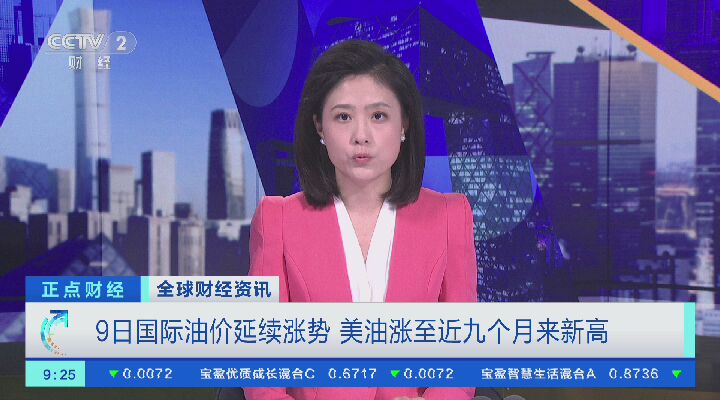 CCTV 2
财经
正点财经 全球财经资讯
9日国际油价延续涨势 美油涨至近九个月来新高
9:25 ▼0.0072 宝盈优质成长混合C 0.6717 ▼0.0072 宝盈智慧生活混合A 0.8736 ▼